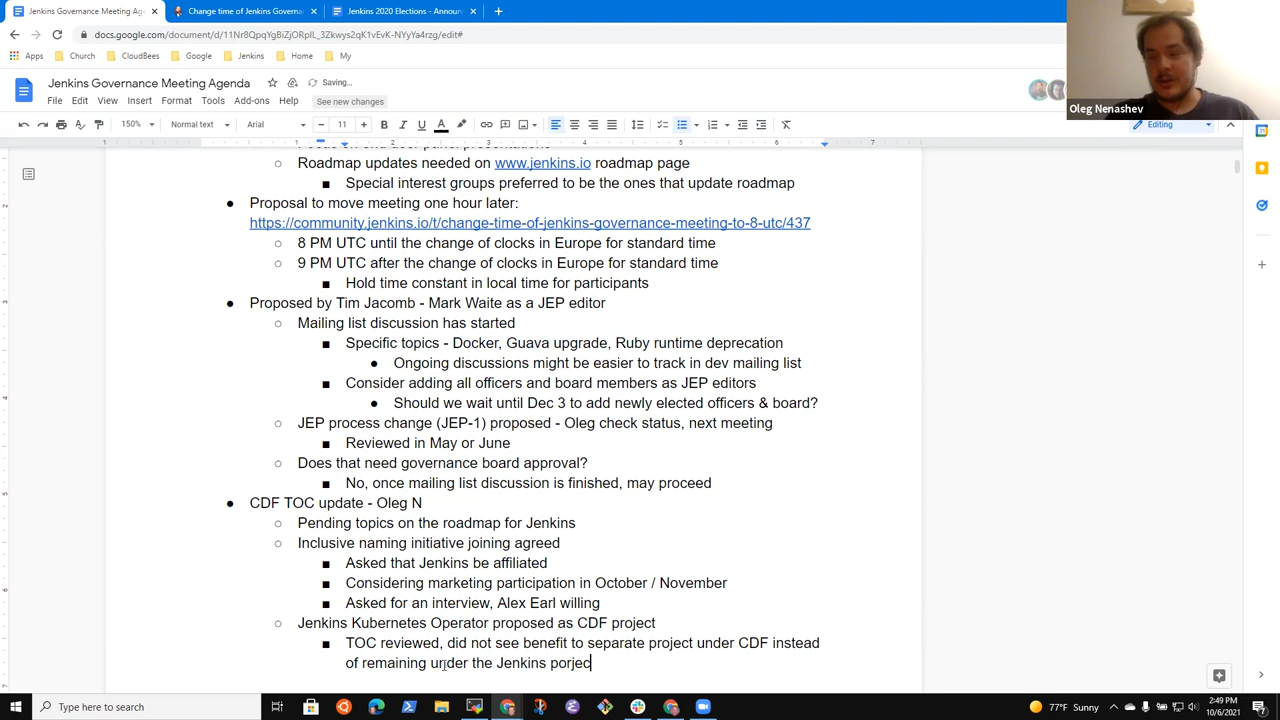 Jenkins Governance Meeting Ag
Change time of Jenkins Governa
Jenkins 2020 Elections - Announ
docs.google.com/document/d/11Nr8QpqYgBiZjORpIL_3Zkwys2qK1vEvK-NYyYa4rzg/edit#
Apps Church CloudBees Google Jenkins Home My
Oleg Nenashev
Jenkins Governance Meeting Agenda
Saving...
File Edit View Insert Format Tools Add-ons Help See new changes
150% Normal text Arial 11 Editing
Roadmap updates needed on www.jenkins.io roadmap page
Special interest groups preferred to be the ones that update roadmap
Proposal to move meeting one hour later:
https://community.jenkins.io/t/change-time-of-jenkins-governance-meeting-to-8-utc/437
8 PM UTC until the change of clocks in Europe for standard time
9 PM UTC after the change of clocks in Europe for standard time
Hold time constant in local time for participants
Proposed by Tim Jacomb - Mark Waite as a JEP editor
Mailing list discussion has started
Specific topics - Docker, Guava upgrade, Ruby runtime deprecation
Ongoing discussions might be easier to track in dev mailing list
Consider adding all officers and board members as JEP editors
Should we wait until Dec 3 to add newly elected officers & board?
JEP process change (JEP-1) proposed - Oleg check status, next meeting
Reviewed in May or June
Does that need governance board approval?
No, once mailing list discussion is finished, may proceed
CDF TOC update - Oleg N
Pending topics on the roadmap for Jenkins
Inclusive naming initiative joining agreed
Asked that Jenkins be affiliated
Considering marketing participation in October / November
Asked for an interview, Alex Earl willing
Jenkins Kubernetes Operator proposed as CDF project
TOC reviewed, did not see benefit to separate project under CDF instead
of remaining under the Jenkins porjec
Type here to search
77°F Sunny
2:49 PM
10/6/2021